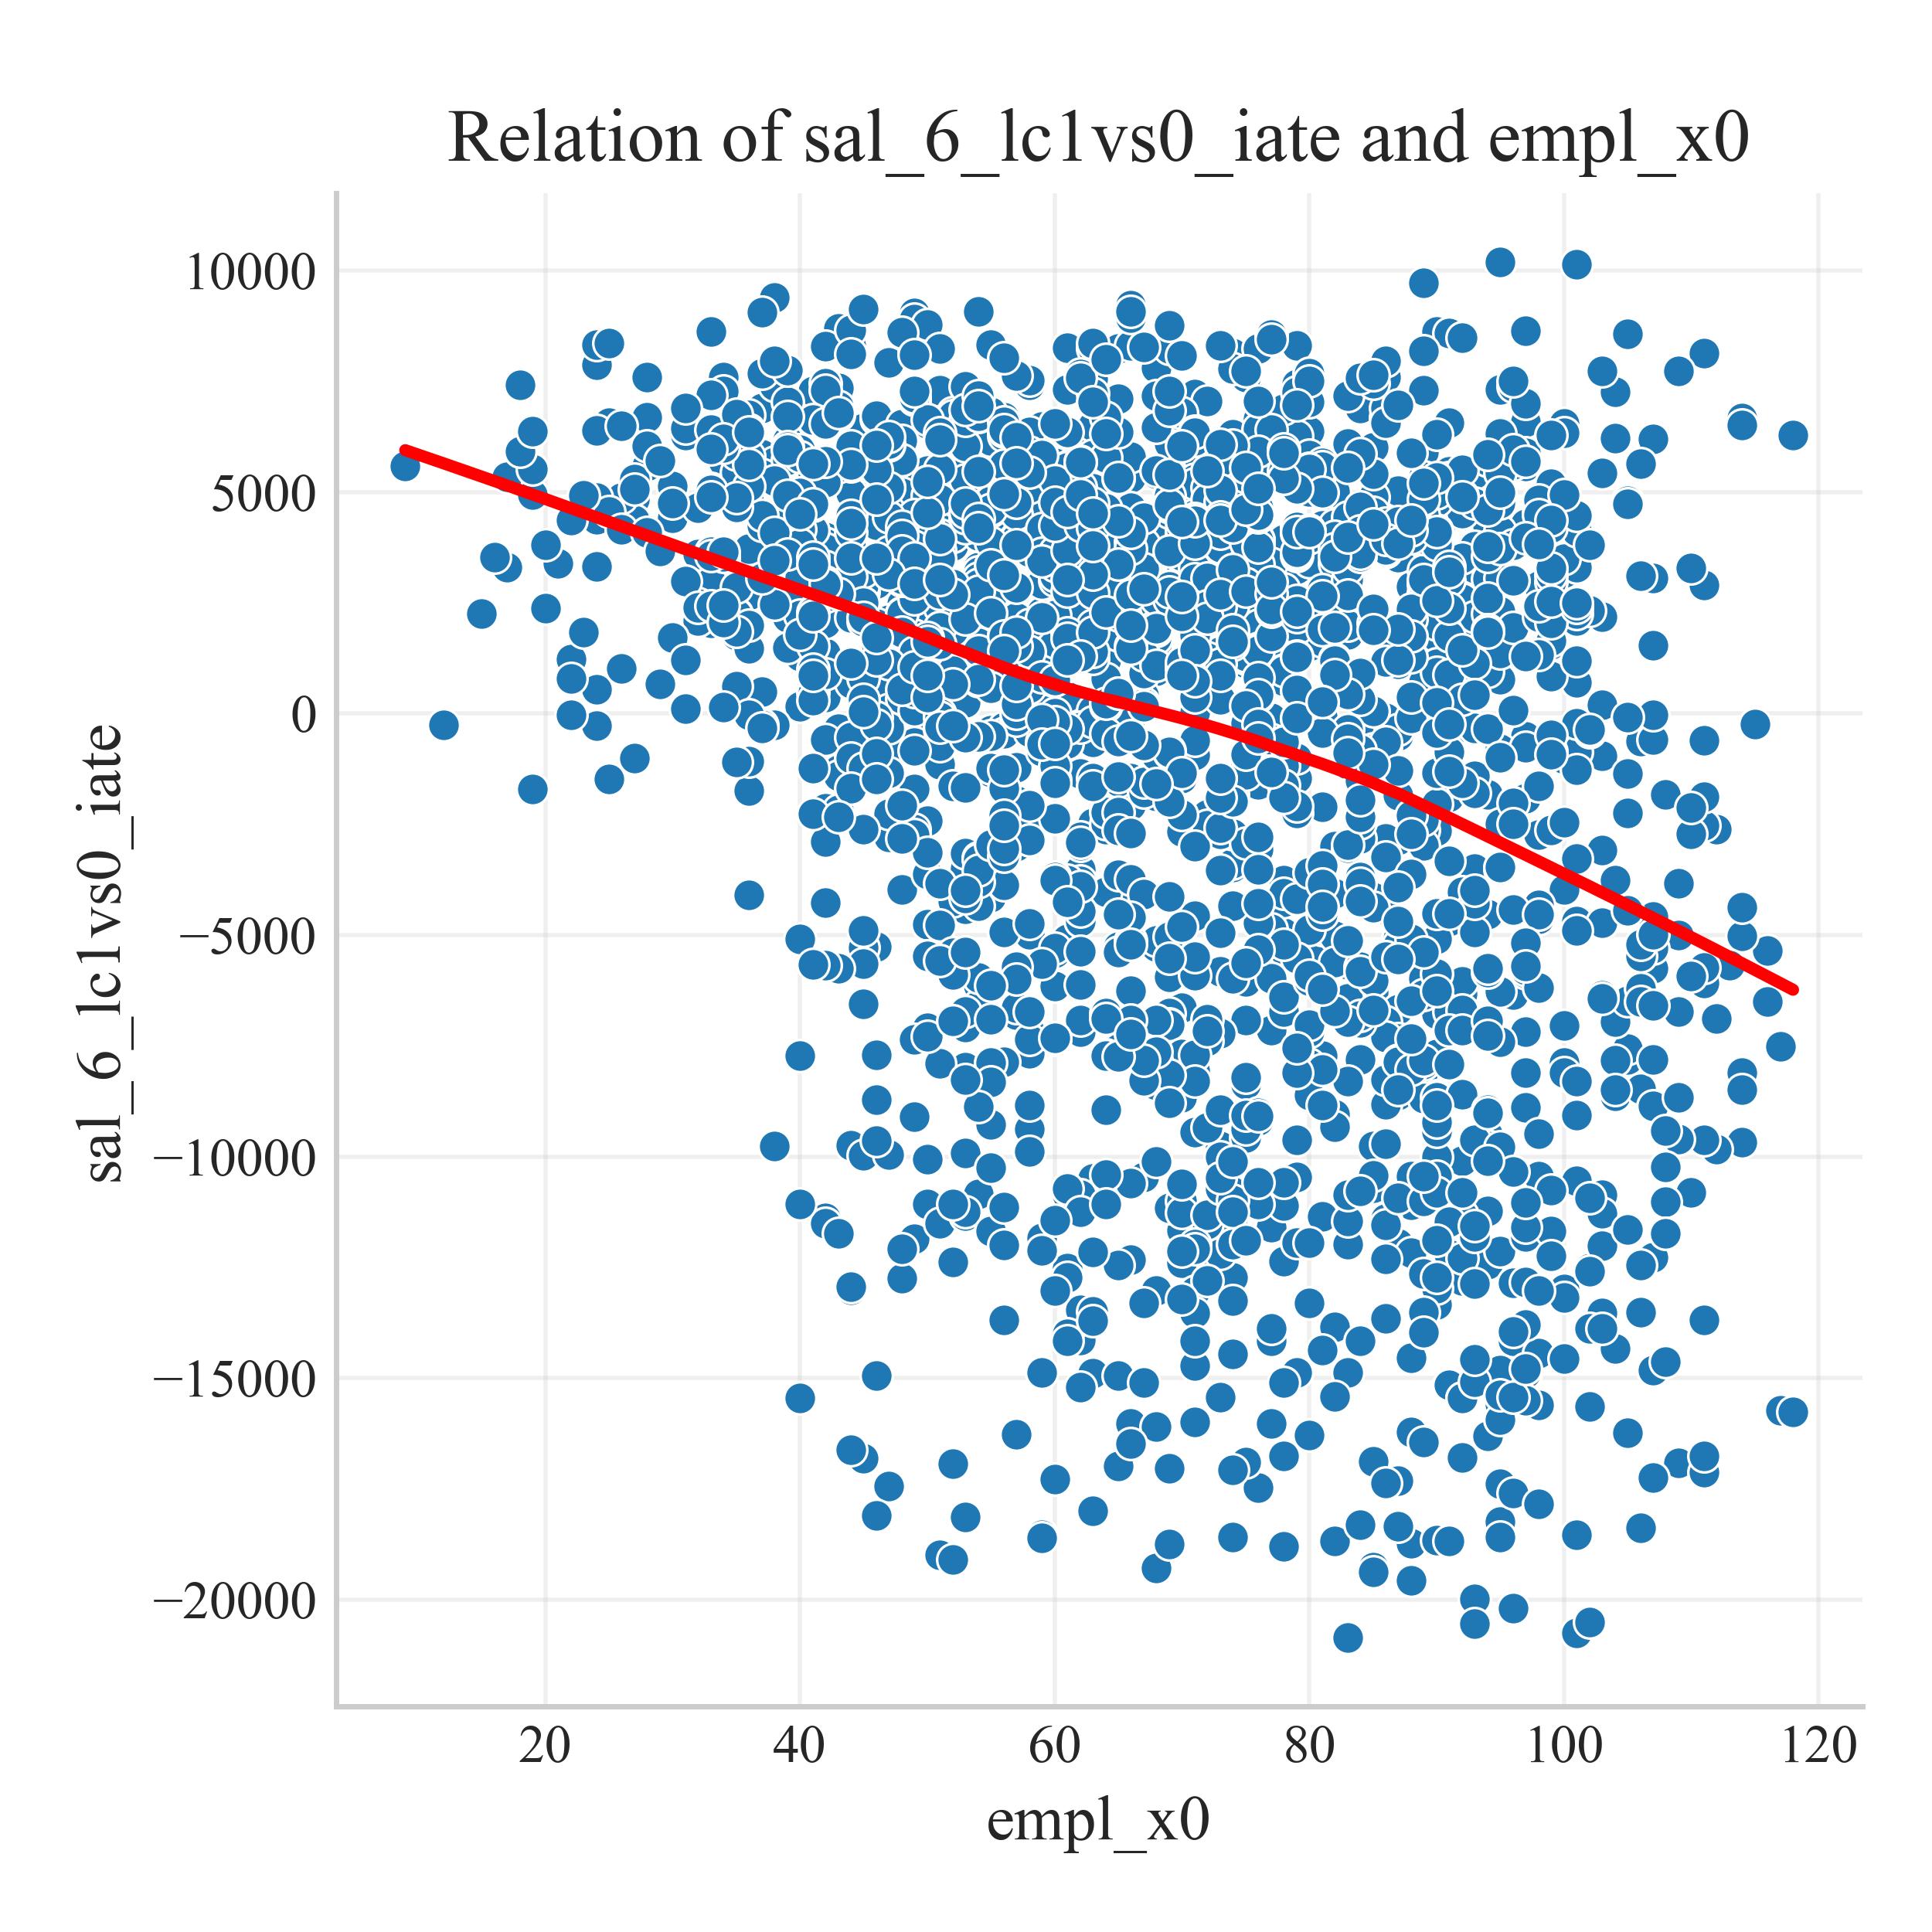 Relation of sal_6_lc1vs0_iate and empl_x0
sal_6_lc1vs0_iate
10000
5000
0
−5000
−10000
−15000
−20000
20 40 60 80 100 120
empl_x0